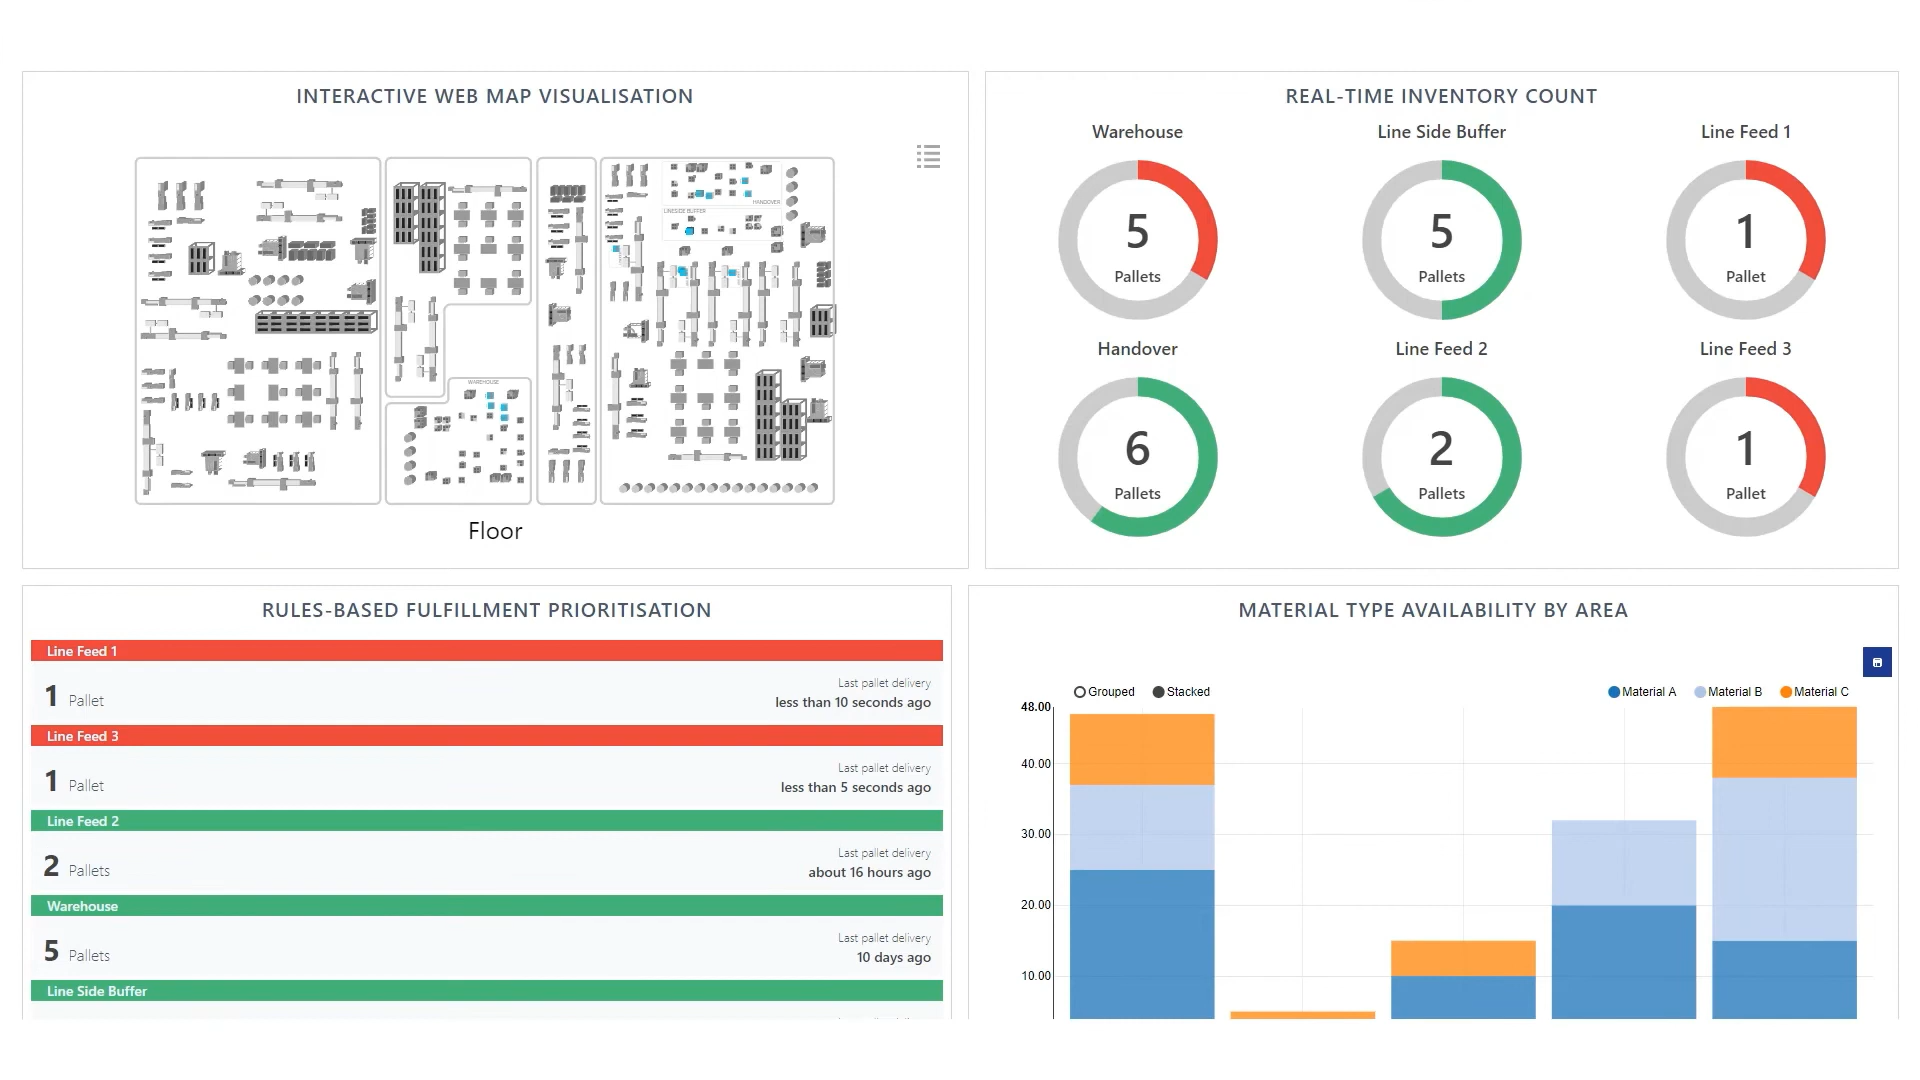 INTERACTIVE WEB MAP VISUALISATION
HANDOVER
LINESIDE BUFFER
WAREHOUSE
Floor
REAL-TIME INVENTORY COUNT
Warehouse
Line Side Buffer
Line Feed 1
5
5
1
Pallets
Pallets
Pallet
Handover
Line Feed 2
Line Feed 3
6
2
1
Pallets
Pallets
Pallet
RULES-BASED FULFILLMENT PRIORITISATION
Line Feed 1
1 Pallet
Last pallet delivery
less than 10 seconds ago
Line Feed 3
1 Pallet
Last pallet delivery
less than 5 seconds ago
Line Feed 2
2 Pallets
Last pallet delivery
about 16 hours ago
Warehouse
5 Pallets
Last pallet delivery
10 days ago
Line Side Buffer
MATERIAL TYPE AVAILABILITY BY AREA
Grouped Stacked
Material A Material B Material C
48.00
40.00
30.00
20.00
10.00